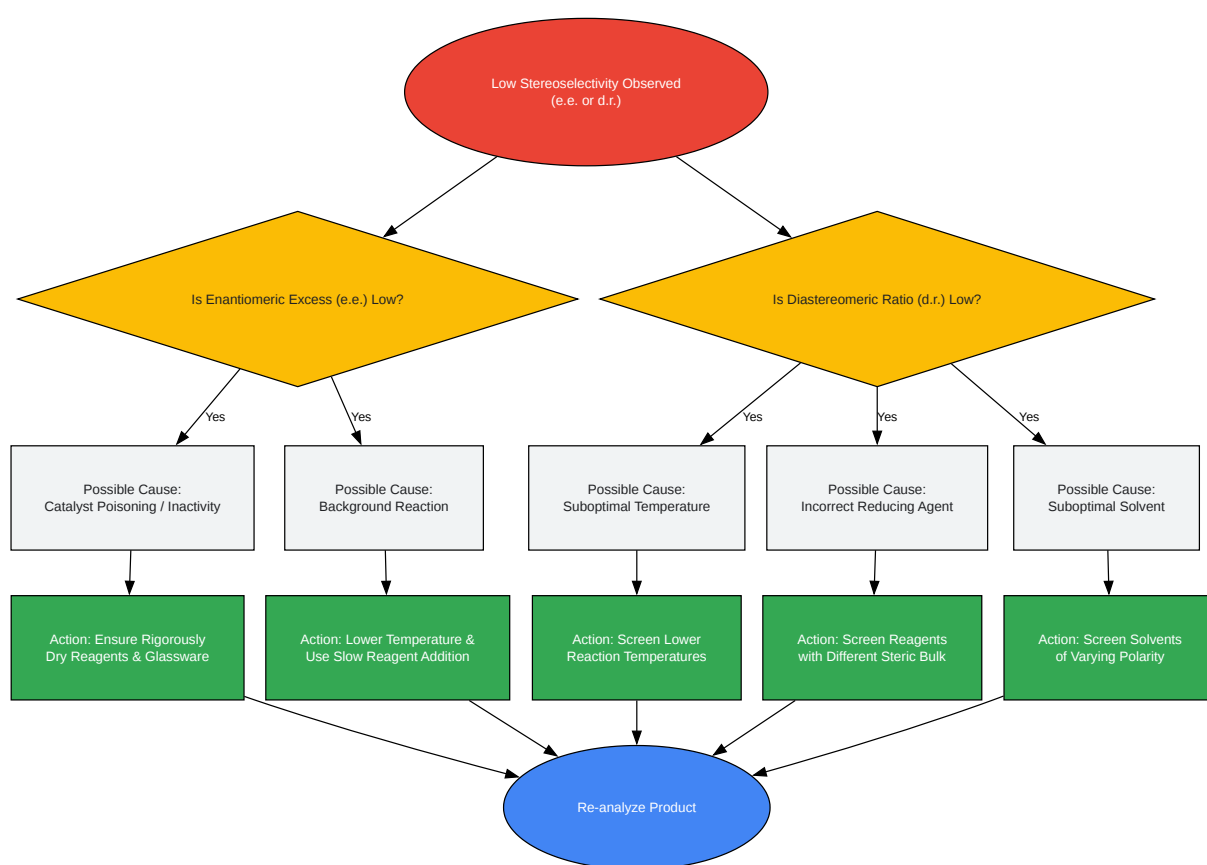 Low Stereoselectivity Observed
(e.e. or d.r.)
Is Enantiomeric Excess (e.e.) Low?
Is Diastereomeric Ratio (d.r.) Low?
Yes
Yes
Yes
Yes
Yes
Possible Cause:
Catalyst Poisoning / Inactivity
Possible Cause:
Background Reaction
Possible Cause:
Suboptimal Temperature
Possible Cause:
Incorrect Reducing Agent
Possible Cause:
Suboptimal Solvent
Action: Ensure Rigorously
Dry Reagents & Glassware
Action: Lower Temperature &
Use Slow Reagent Addition
Action: Screen Lower
Reaction Temperatures
Action: Screen Reagents
with Different Steric Bulk
Action: Screen Solvents
of Varying Polarity
Re-analyze Product